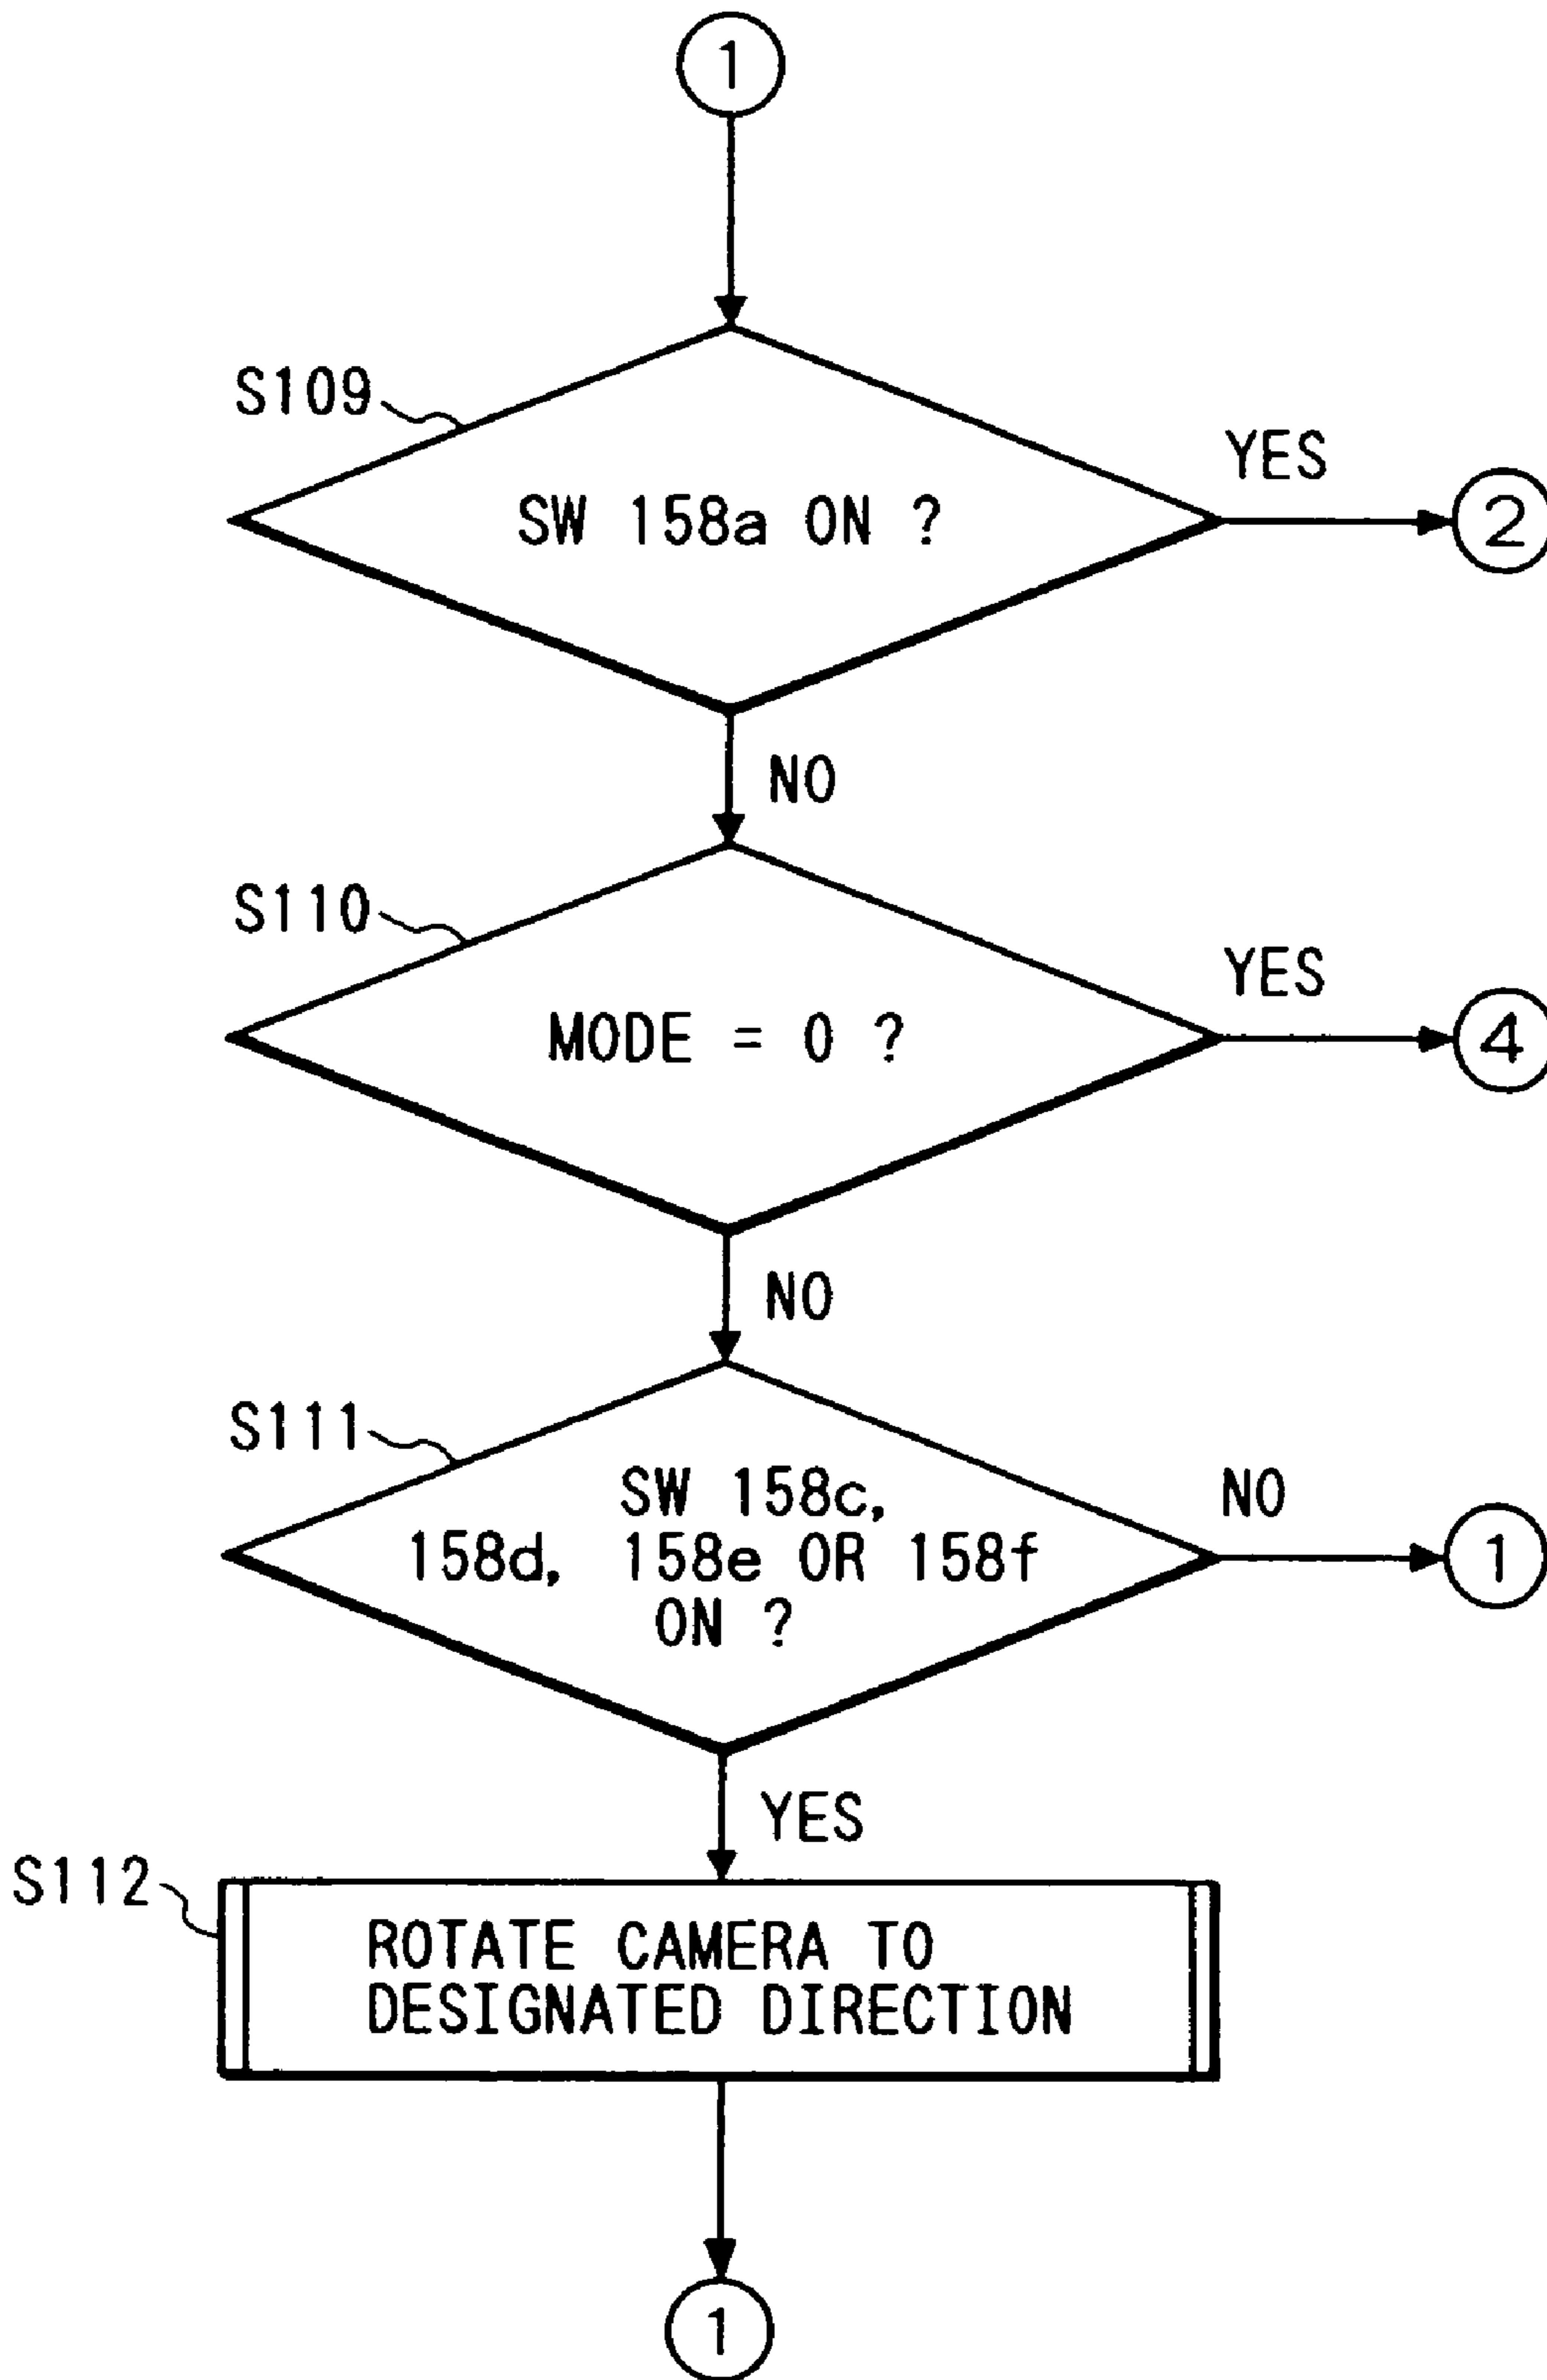 1
S109
SW 158a ON ?
YES
2
NO
S110
MODE = 0 ?
YES
4
NO
S111
SW 158c,
158d, 158e OR 158f
ON ?
NO
1
YES
S112
ROTATE CAMERA TO
DESIGNATED DIRECTION
1